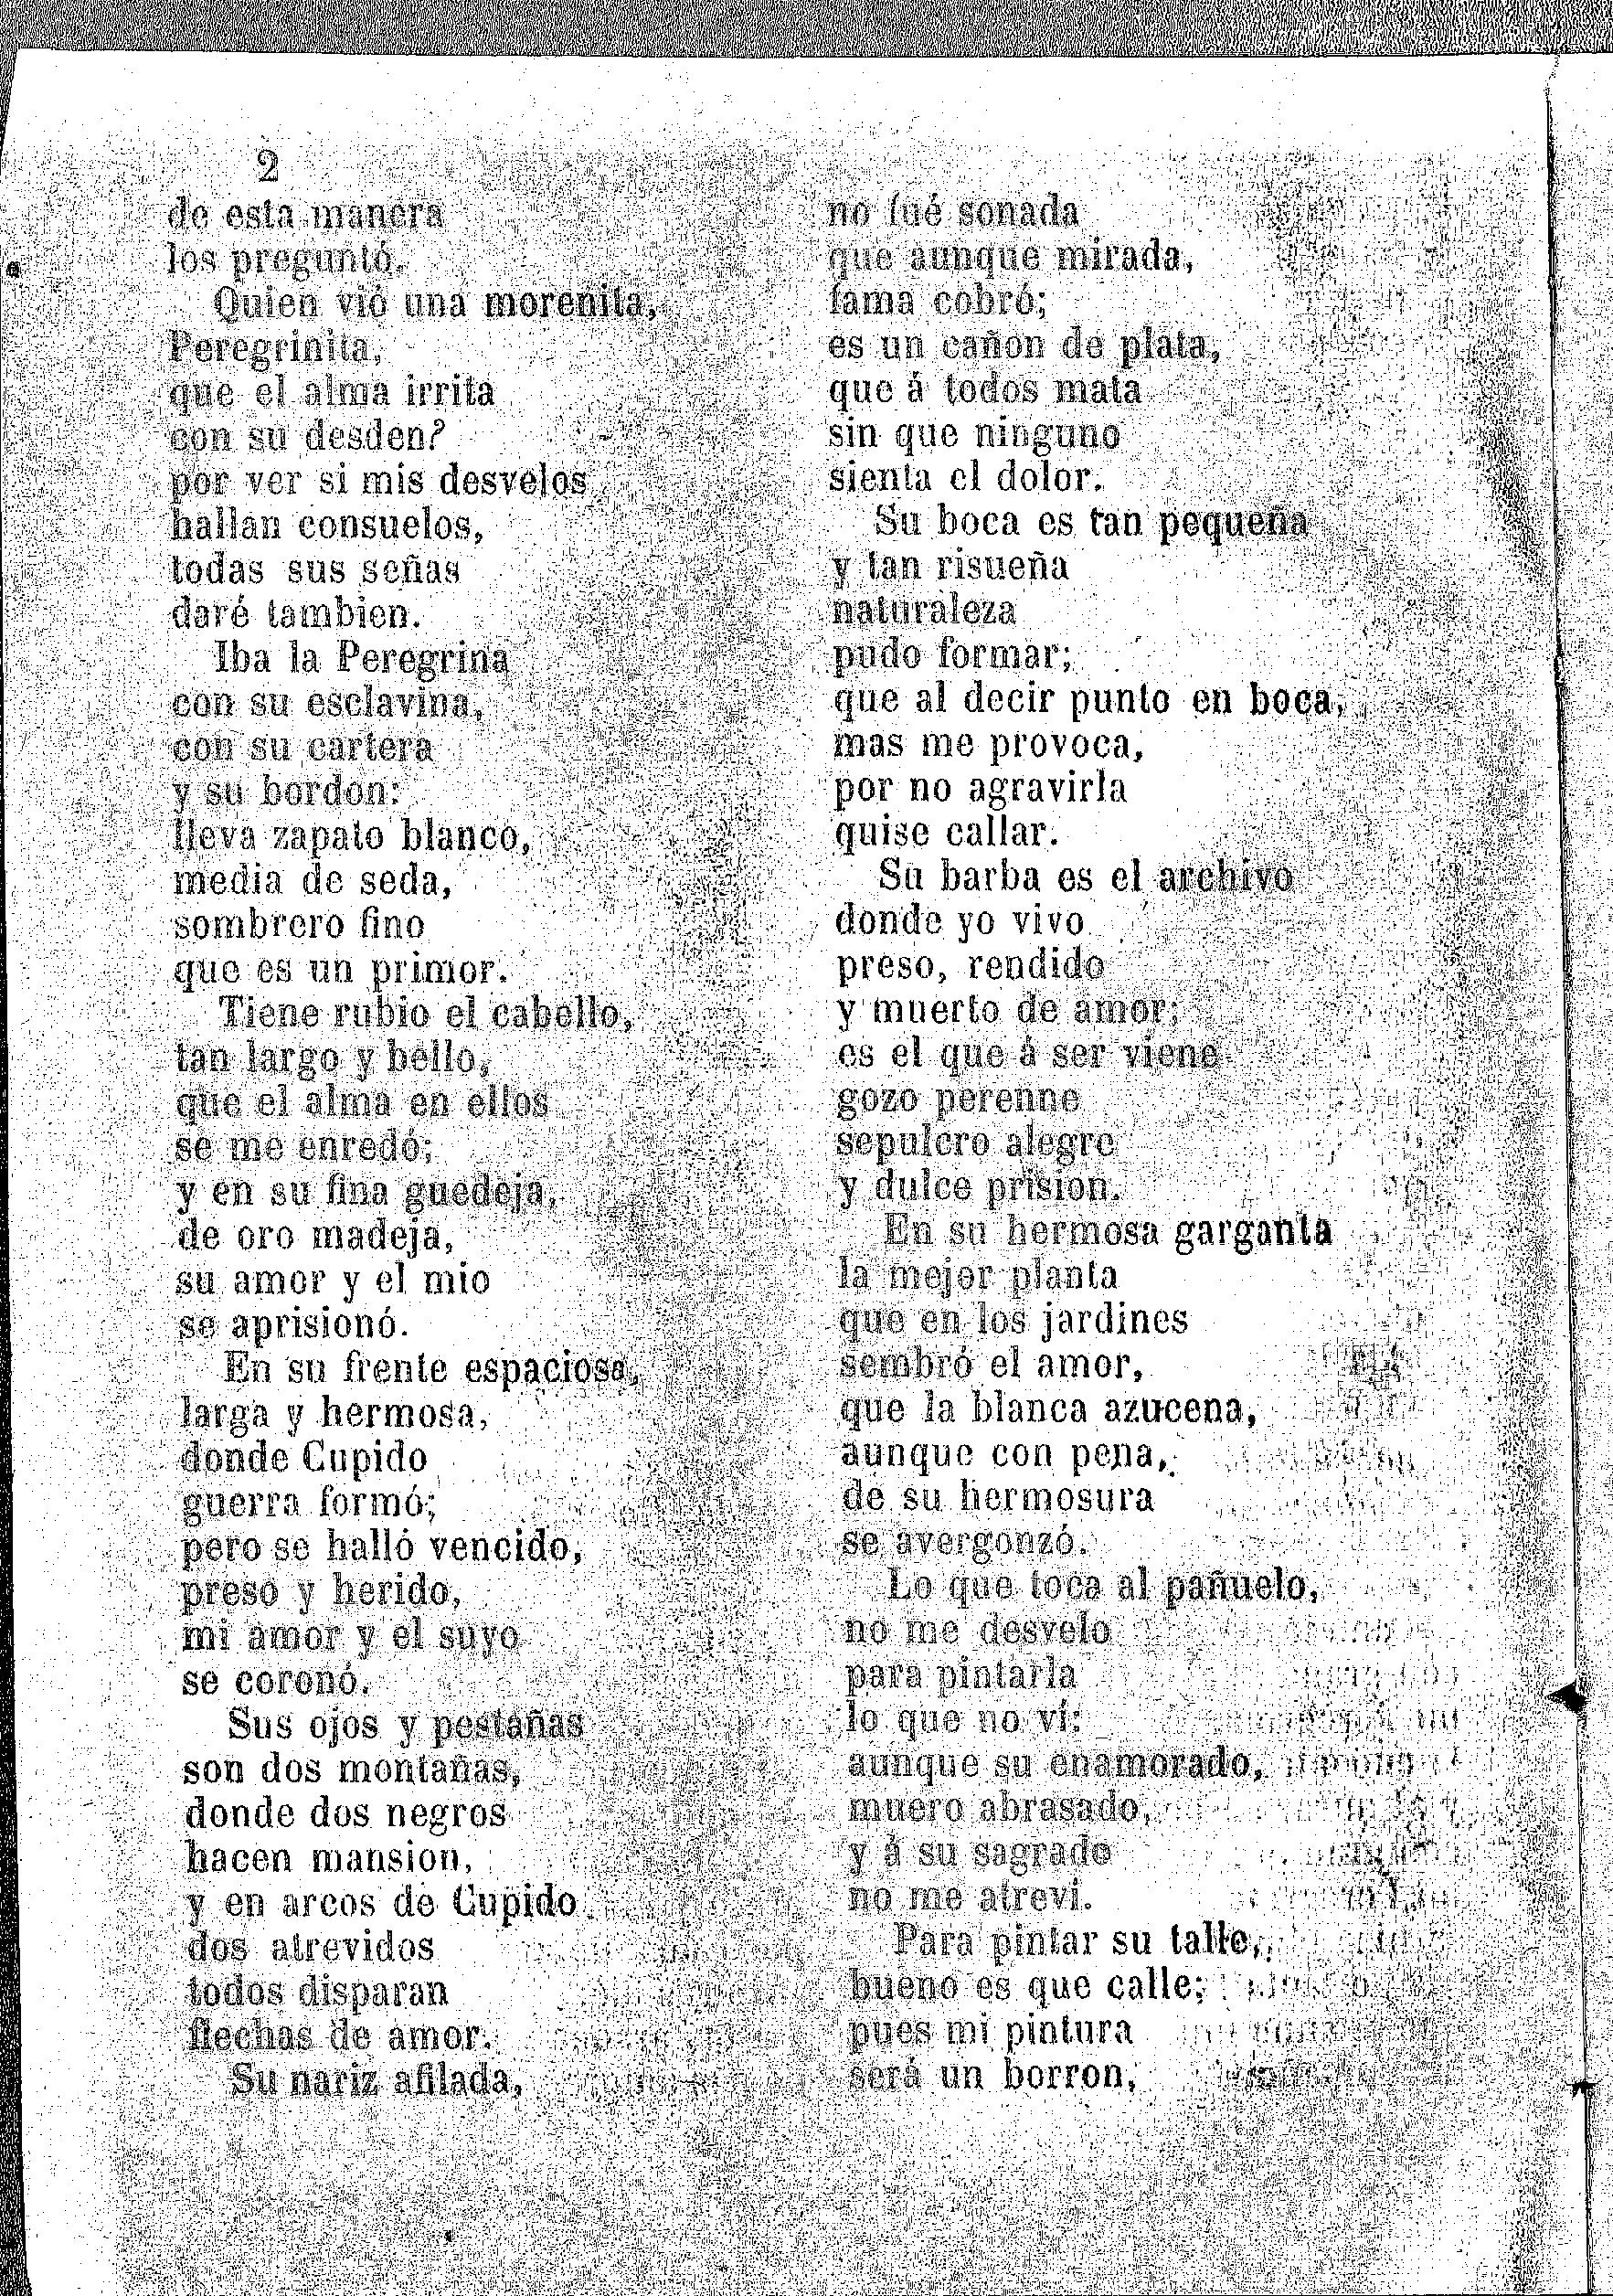 2
de esta manera
los preguntó.
Quien vió una morenita,
Peregrinita,
que el alma irrita
con su desden?
por ver si mis desvelos
hallan consuelos,
todas sus señas
daré tambien.
Iba la Peregrina
con su esclavina,
con su cartera
y su bordon:
lleva zapato blanco,
media de seda,
sombrero fino
que es un primor.
Tiene rubio el cabello,
tan largo y bello,
que el alma en ellos
se me enredó;
y en su fina guedeja,
de oro madeja,
su amor y el mio
se aprisionó.
En su frente espaciosa,
larga y hermosa,
donde Cupido
guerra formó;
pero se halló vencido,
preso y herido,
mi amor y el suyo
se coronó.
Sus ojos y pestañas
son dos montañas,
donde dos negros
hacen mansion,
y en arcos de Cupido
dos atrevidos
todos disparan
flechas de amor.
Su nariz afilada,
no fué sonada
que aunque mirada,
fama cobró;
es un cañon de plata,
que á todos mata
sin que ninguno
sienta el dolor.
Su boca es tan pequeña
y tan risueña
naturaleza
pudo formar;
que al decir punto en boca,
mas me provoca,
por no agravirla
quise callar.
Su barba es el archivo
donde yo vivo
preso, rendido
y muerto de amor;
es el que á ser viene
gozo perenne
sepulcro alegre
y dulce prision.
En su hermosa garganta
la mejor planta
que en los jardines
sembró el amor,
que la blanca azucena,
aunque con pena,
de su hermosura
se avergonzó.
Lo que toca al pañuelo,
no me desvelo
para pintarla
lo que no ví:
aunque su enamorado,
muero abrasado,
y á su sagrado
no me atreví.
Para pintar su talle,
bueno es que calle;
pues mi pintura
será un borron,